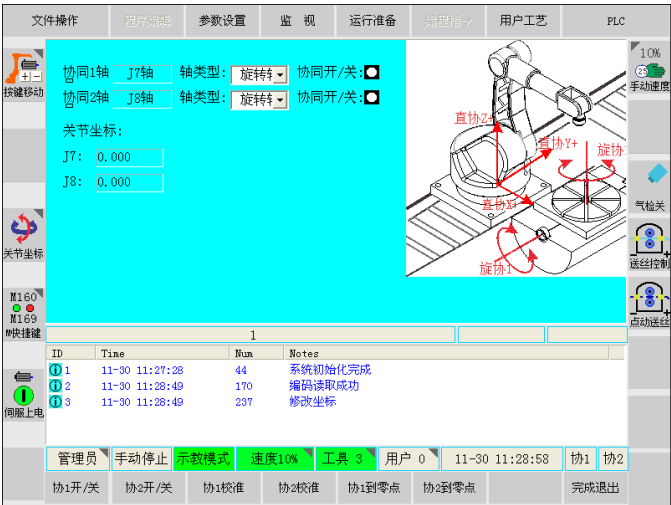 文件操作 程序编辑 参数设置 监 视 运行准备 编程指令 用户工艺 PLC
按键移动
关节坐标
M160
M169
m快捷键
伺服上电
协同1轴 J7轴 轴类型: 旋转轴 协同开/关:
协同2轴 J8轴 轴类型: 旋转轴 协同开/关:
关节坐标:
J7: 0.000
J8: 0.000
直协Z+
直协Y+
旋协
直协X+
旋协1
10%
25
手动速度
气检关
送丝控制
点动送丝
1
ID Time Num Notes
1 11-30 11:27:28 44 系统初始化完成
2 11-30 11:28:49 170 编码读取成功
3 11-30 11:28:49 237 修改坐标
管理员 手动停止 示教模式 速度10% 工具 3 用户 0 11-30 11:28:58 协1 协2
协1开/关 协2开/关 协1校准 协2校准 协1到零点 协2到零点 完成退出